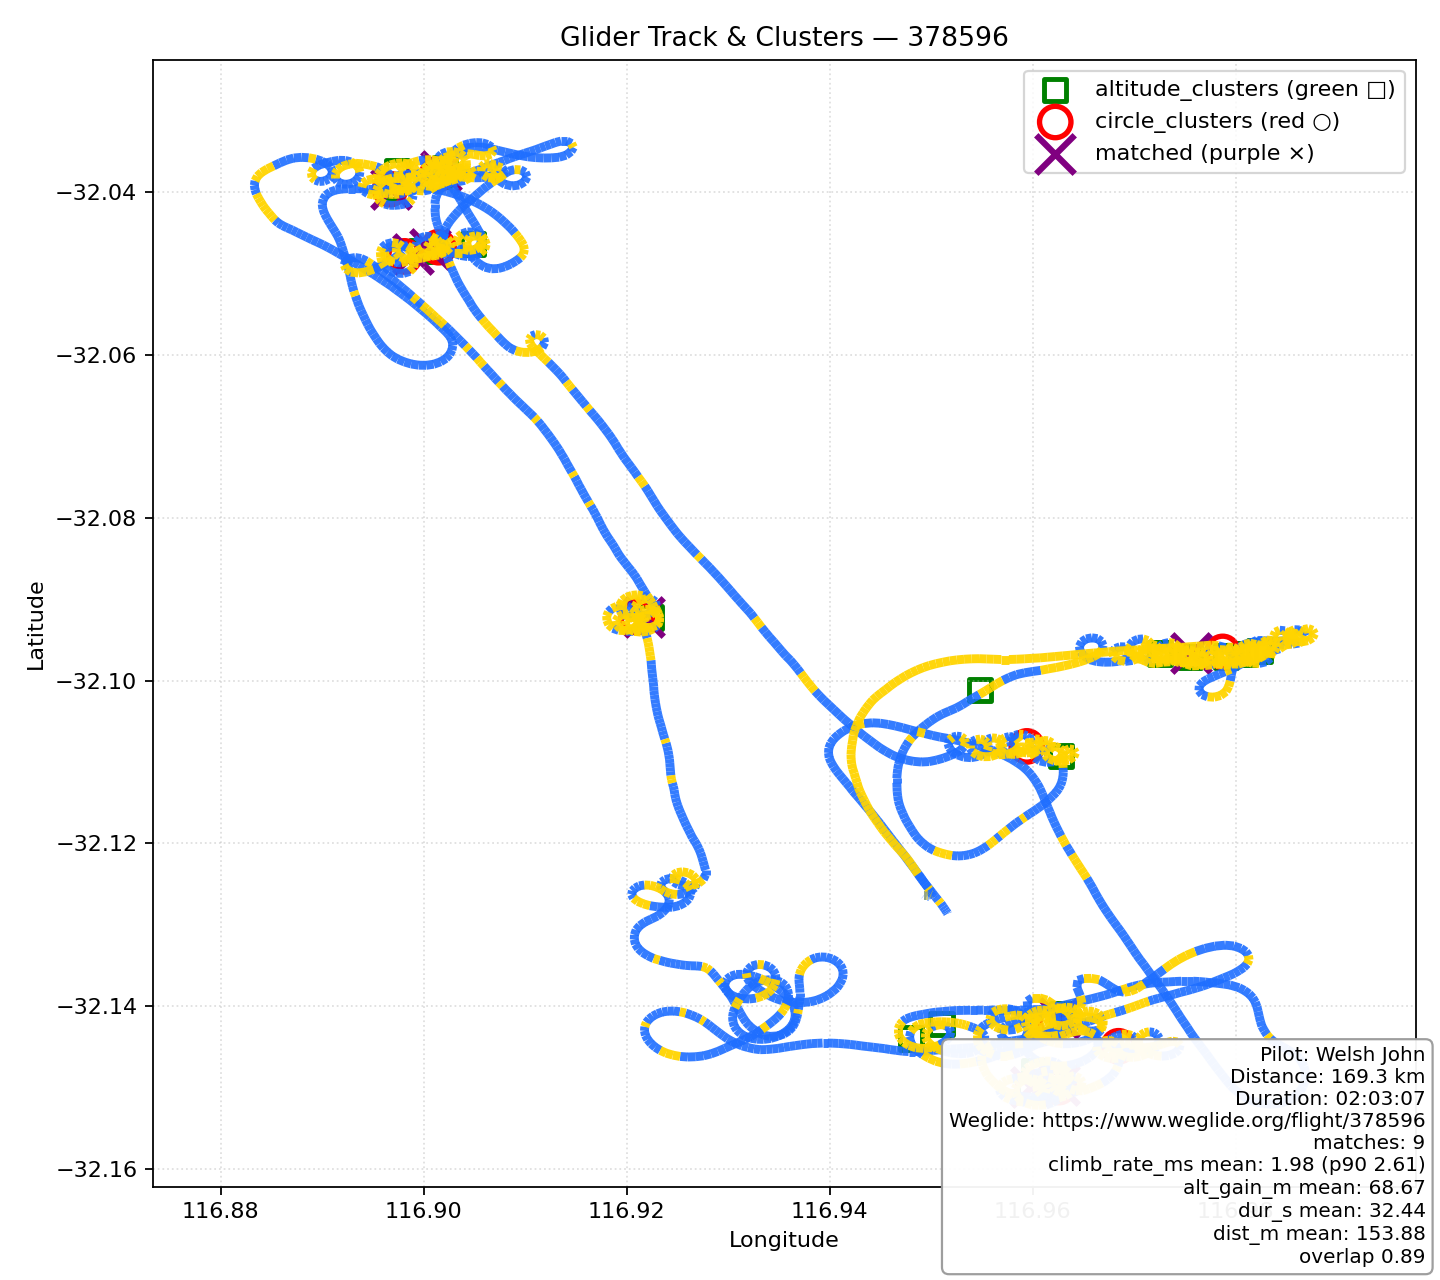 Glider Track & Clusters — 378596
altitude_clusters (green □)
circle_clusters (red ○)
matched (purple ×)
Latitude
−32.04
−32.06
−32.08
−32.10
−32.12
−32.14
−32.16
116.88
116.90
116.92
116.94
116.96
Longitude
Pilot: Welsh John
Distance: 169.3 km
Duration: 02:03:07
Weglide: https://www.weglide.org/flight/378596
matches: 9
climb_rate_ms mean: 1.98 (p90 2.61)
alt_gain_m mean: 68.67
dur_s mean: 32.44
dist_m mean: 153.88
overlap 0.89